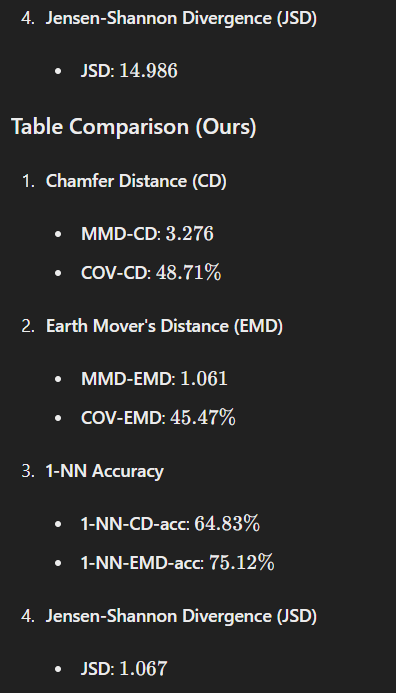 4. Jensen-Shannon Divergence (JSD)
• JSD: 14.986
Table Comparison (Ours)
1. Chamfer Distance (CD)
• MMD-CD: 3.276
• COV-CD: 48.71%
2. Earth Mover's Distance (EMD)
• MMD-EMD: 1.061
• COV-EMD: 45.47%
3. 1-NN Accuracy
• 1-NN-CD-acc: 64.83%
• 1-NN-EMD-acc: 75.12%
4. Jensen-Shannon Divergence (JSD)
• JSD: 1.067